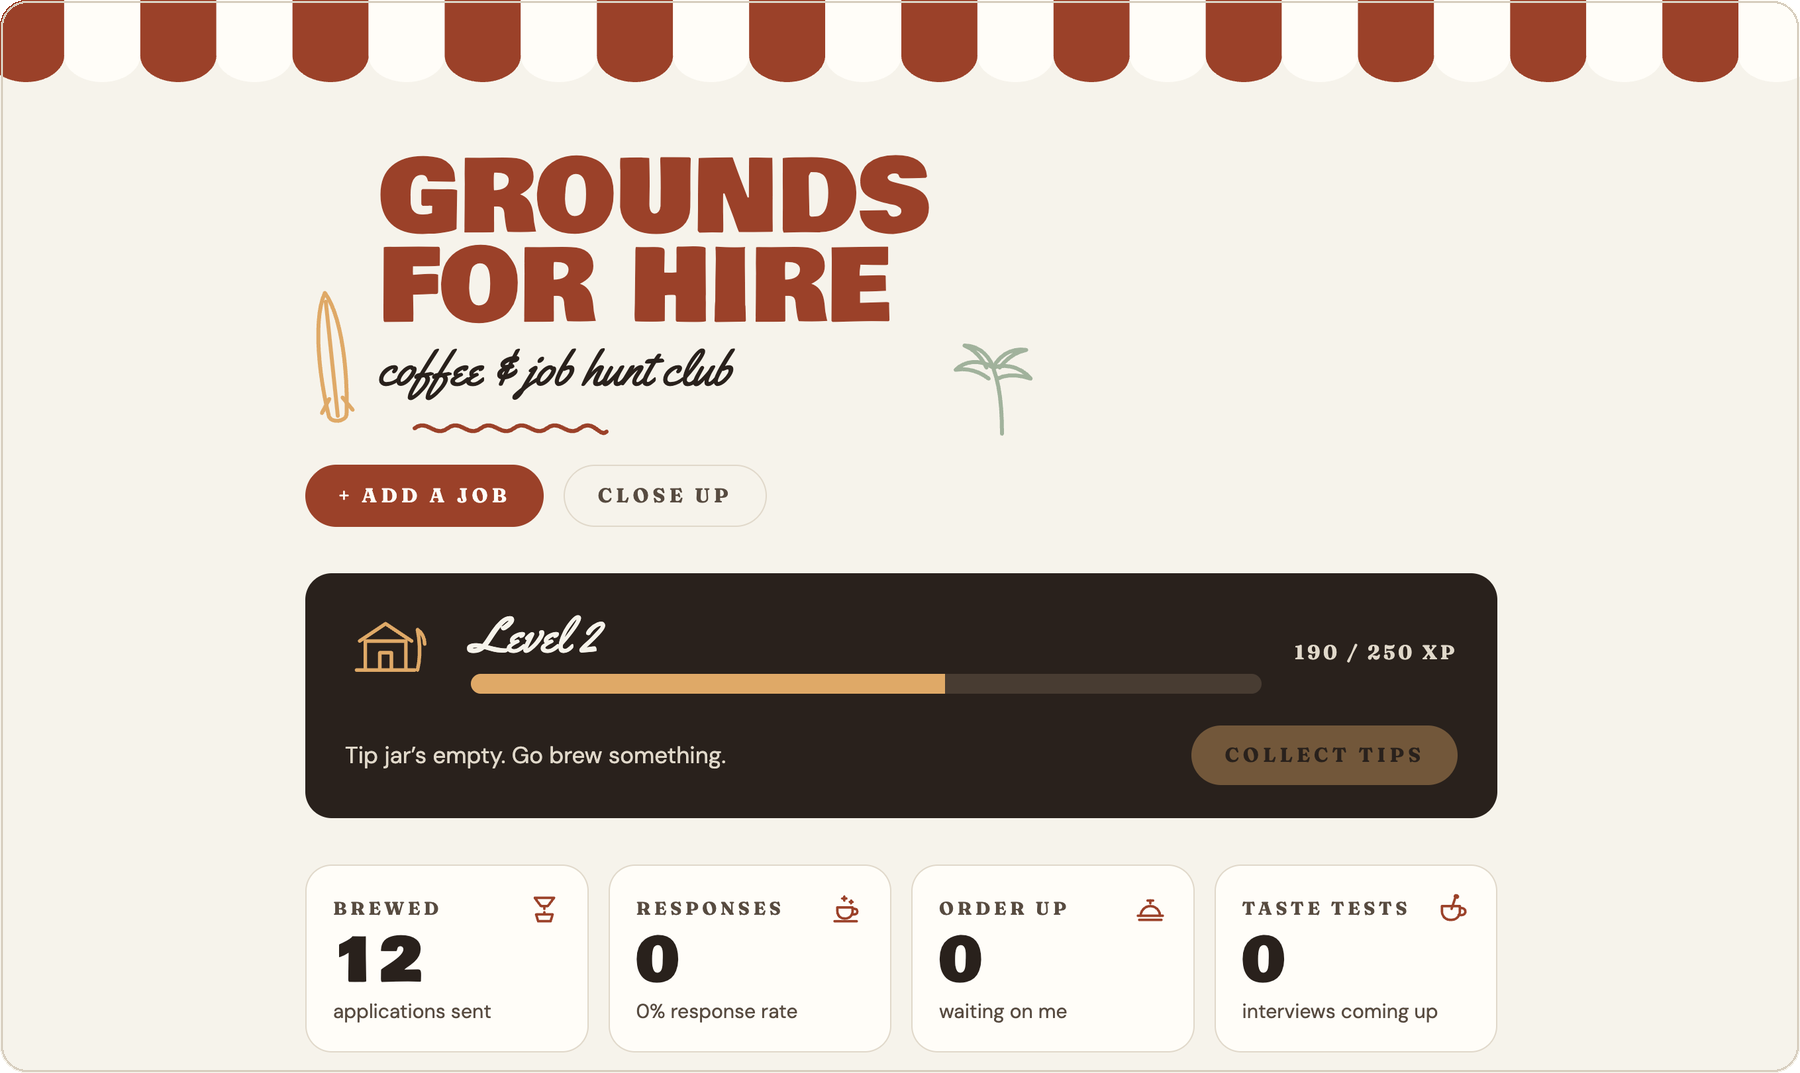 GROUNDS
FOR HIRE
coffee & job hunt club
+ ADD A JOB
CLOSE UP
Level 2
190 / 250 XP
Tip jar’s empty. Go brew something.
COLLECT TIPS
BREWED
12
applications sent
RESPONSES
0
0% response rate
ORDER UP
0
waiting on me
TASTE TESTS
0
interviews coming up